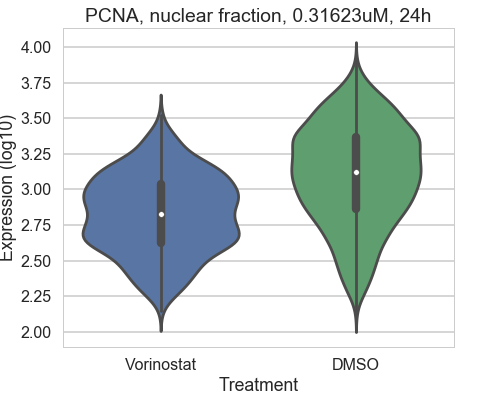 PCNA, nuclear fraction, 0.31623uM, 24h
Expression (log10)
4.00
3.75
3.50
3.25
3.00
2.75
2.50
2.25
2.00
Vorinostat DMSO
Treatment